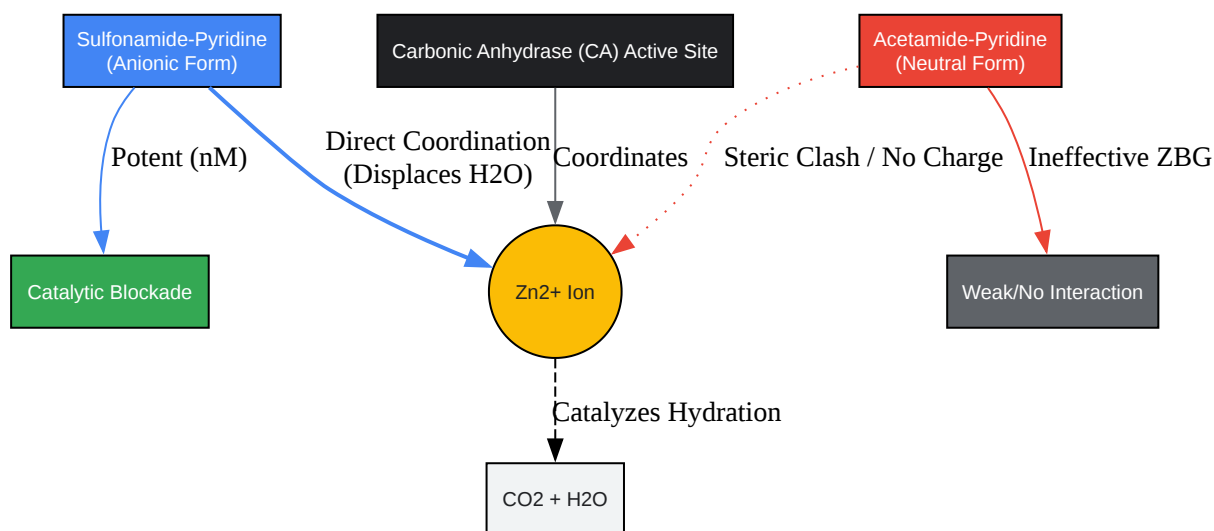 Sulfonamide-Pyridine
(Anionic Form)
Carbonic Anhydrase (CA) Active Site
Acetamide-Pyridine
(Neutral Form)
Potent (nM)
Direct Coordination
(Displaces H2O)
Coordinates
Steric Clash / No Charge
Ineffective ZBG
Catalytic Blockade
Zn2+ Ion
Weak/No Interaction
Catalyzes Hydration
CO2 + H2O